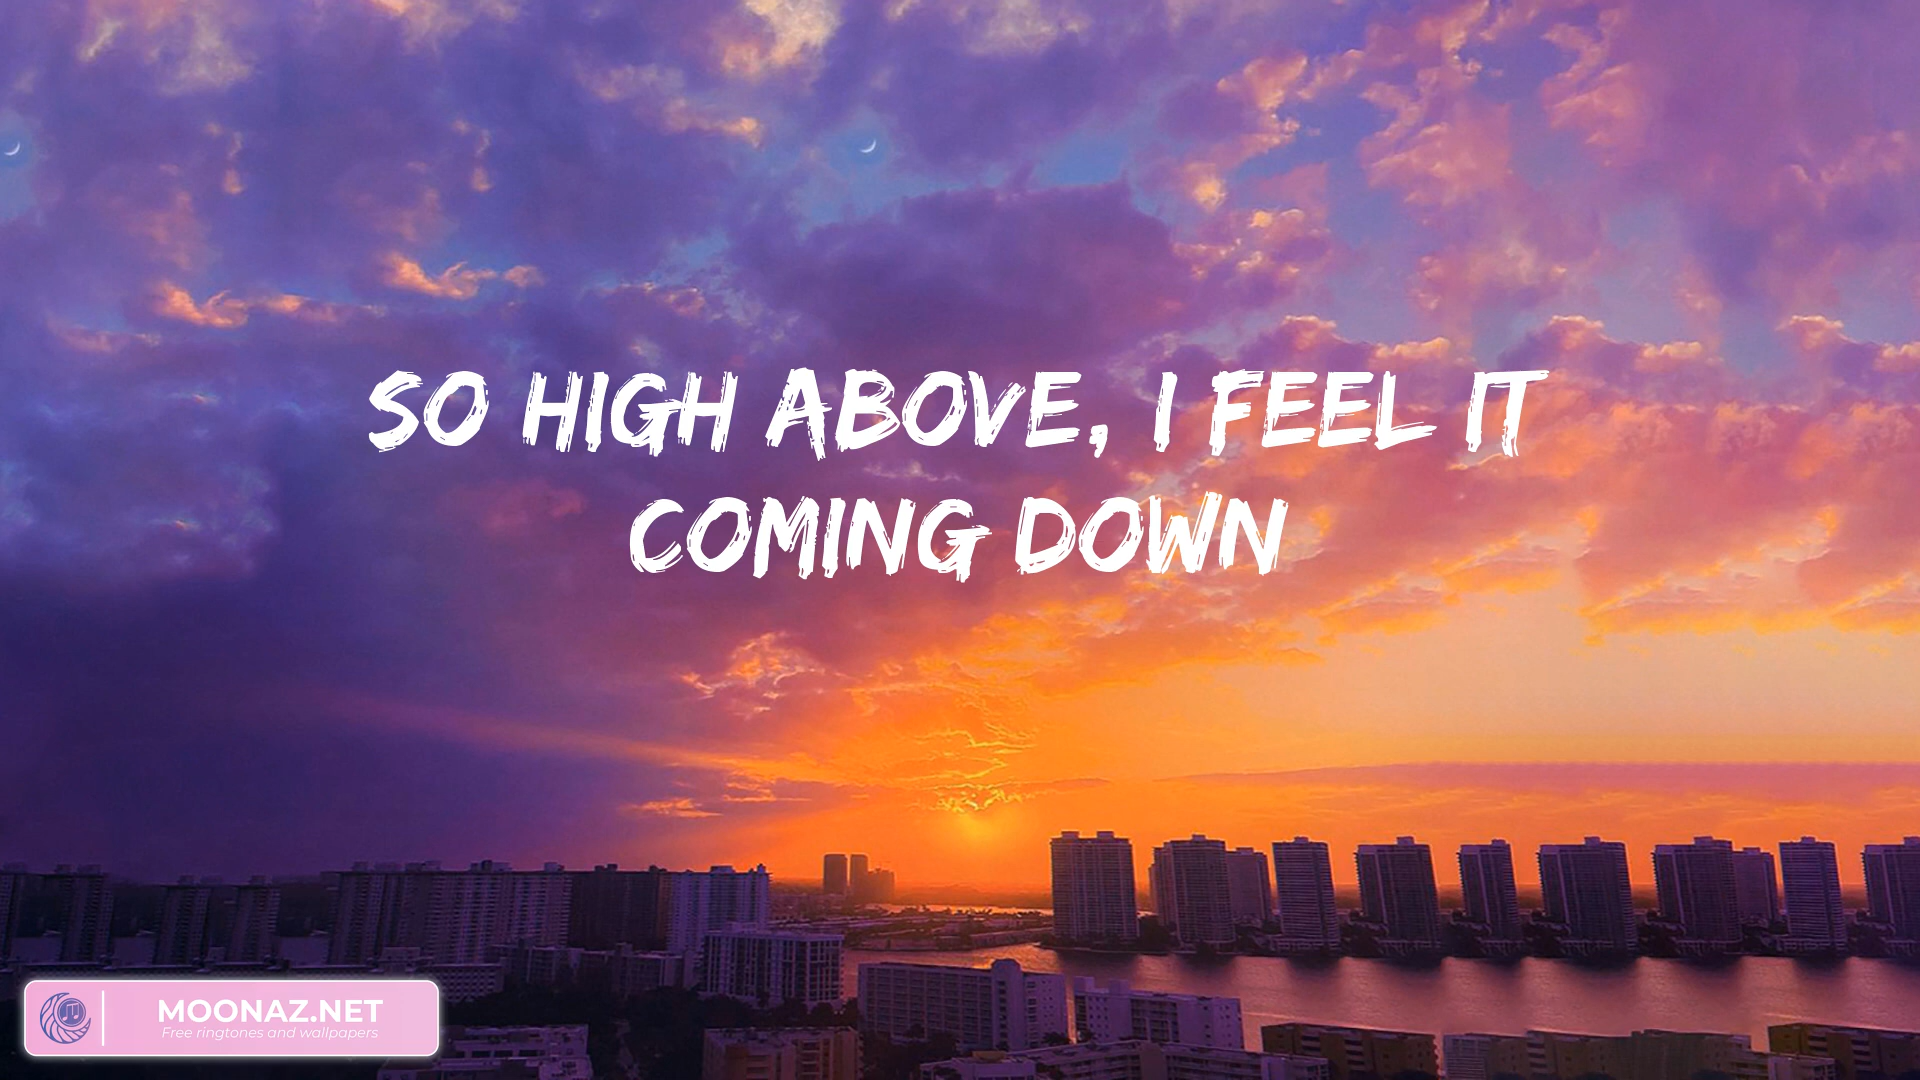 SO HIGH ABOVE, I FEEL IT
COMING DOWN
MOONAZ.NET
Free ringtones and wallpapers